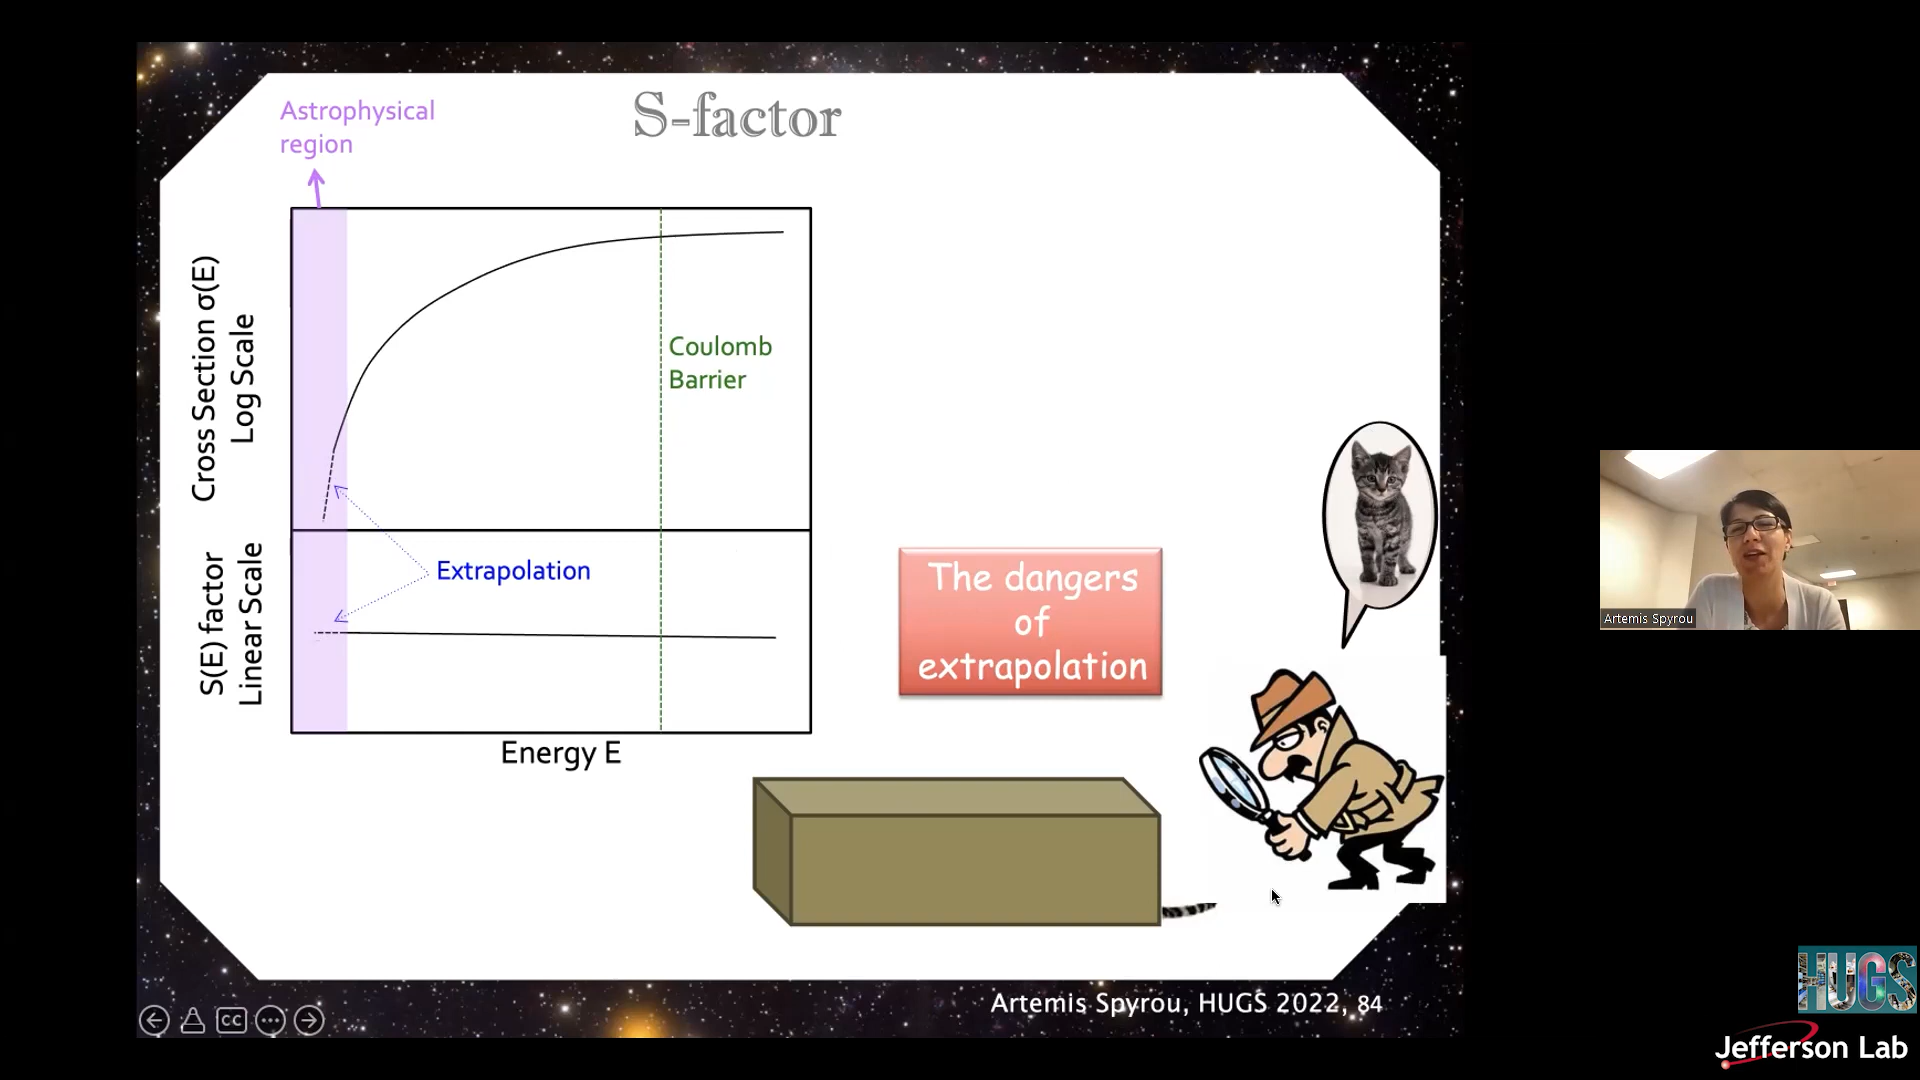 S-factor
Astrophysical
region
Cross Section σ(E)
Log Scale
Coulomb
Barrier
Extrapolation
S(E) factor
Linear Scale
Energy E
The dangers
of
extrapolation
Artemis Spyrou
CC
Artemis Spyrou, HUGS 2022, 84
HUGS
Jefferson Lab